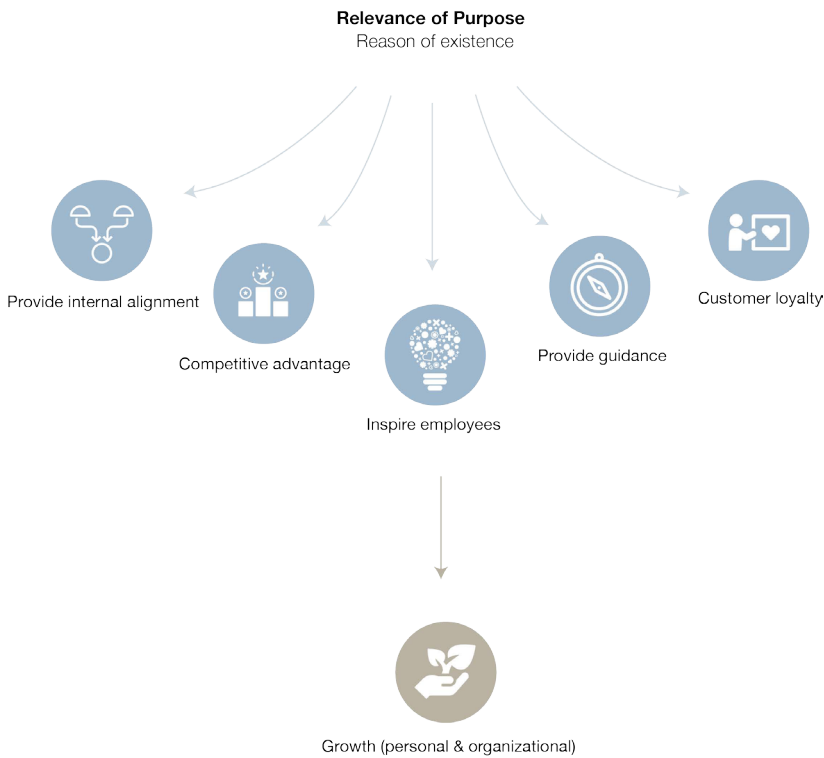 Relevance of Purpose
Reason of existence
Provide internal alignment
Competitive advantage
Inspire employees
Provide guidance
Customer loyalty
Growth (personal & organizational)